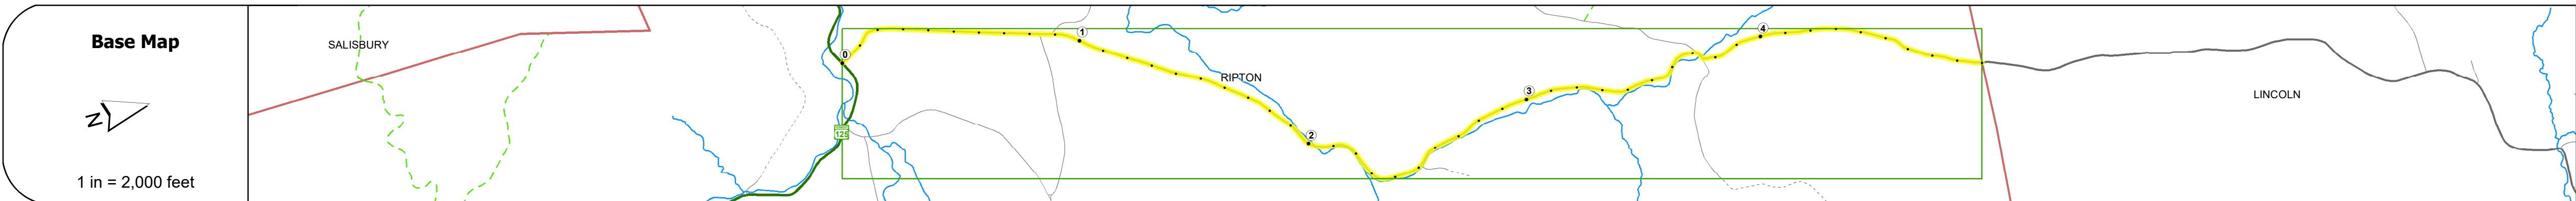 Base Map
N
1 in = 2,000 feet
SALISBURY
0
125
1
RIPTON
2
3
4
LINCOLN